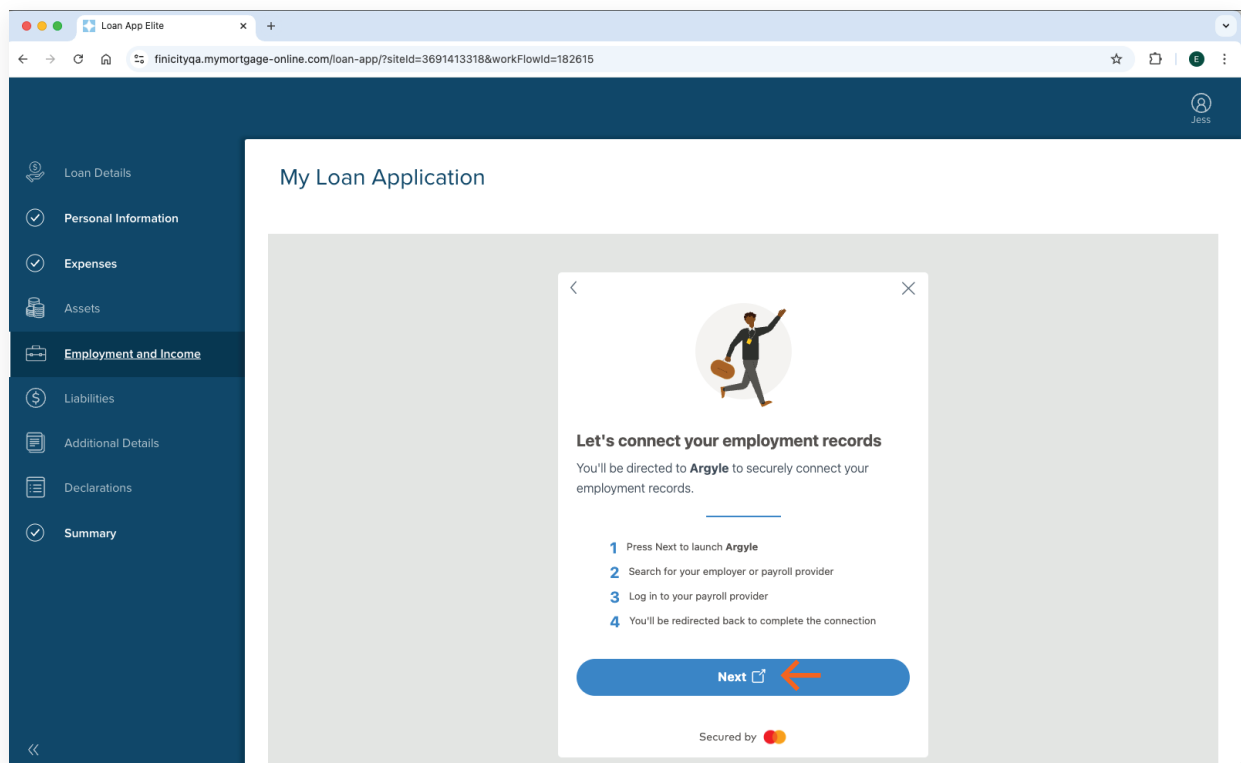 Loan App Elite
finicityqa.mymortgage-online.com/loan-app/?siteId=3691413318&workFlowId=182615
E
Jess
Loan Details
Personal Information
Expenses
Assets
Employment and Income
Liabilities
Additional Details
Declarations
Summary
My Loan Application
Let's connect your employment records
You'll be directed to Argyle to securely connect your
employment records.
1 Press Next to launch Argyle
2 Search for your employer or payroll provider
3 Log in to your payroll provider
4 You'll be redirected back to complete the connection
Next
Secured by